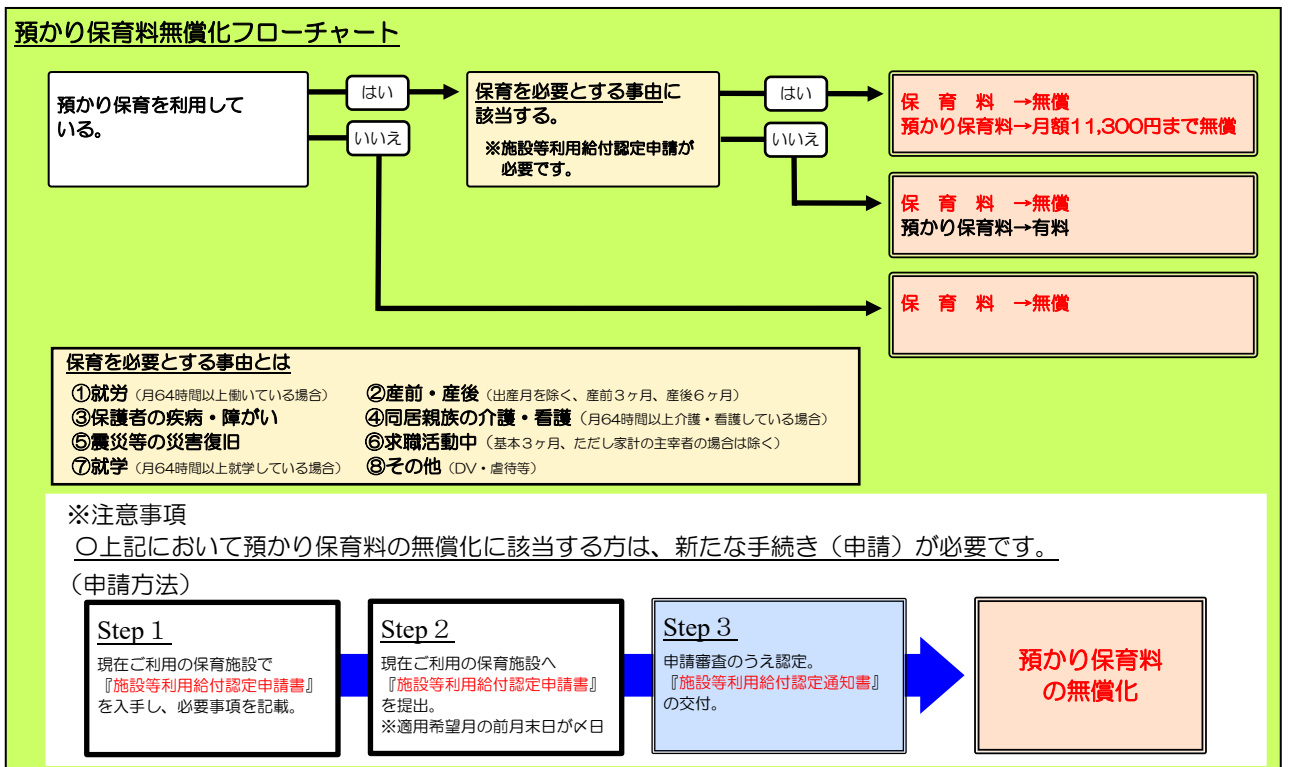 預かり保育料無償化フローチャート
預かり保育を利用して
いる。
はい
いいえ
保育を必要とする事由に
該当する。
※施設等利用給付認定申請が
必要です。
はい
いいえ
保 育 料 →無償
預かり保育料→月額11,300円まで無償
保 育 料 →無償
預かり保育料→有料
保 育 料 →無償
保育を必要とする事由とは
①就労（月64時間以上働いている場合） ②産前・産後（出産月を除く、産前３ヶ月、産後６ヶ月）
③保護者の疾病・障がい ④同居親族の介護・看護（月64時間以上介護・看護している場合）
⑤震災等の災害復旧 ⑥求職活動中（基本３ヶ月、ただし家計の主宰者の場合は除く）
⑦就学（月64時間以上就学している場合） ⑧その他（DV・虐待等）
※注意事項
〇上記において預かり保育料の無償化に該当する方は、新たな手続き（申請）が必要です。
（申請方法）
Step１
現在ご利用の保育施設で
『施設等利用給付認定申請書』
を入手し、必要事項を記載。
Step２
現在ご利用の保育施設へ
『施設等利用給付認定申請書』
を提出。
※適用希望月の前月末日が〆日
Step３
申請審査のうえ認定。
『施設等利用給付認定通知書』
の交付。
預かり保育料
の無償化